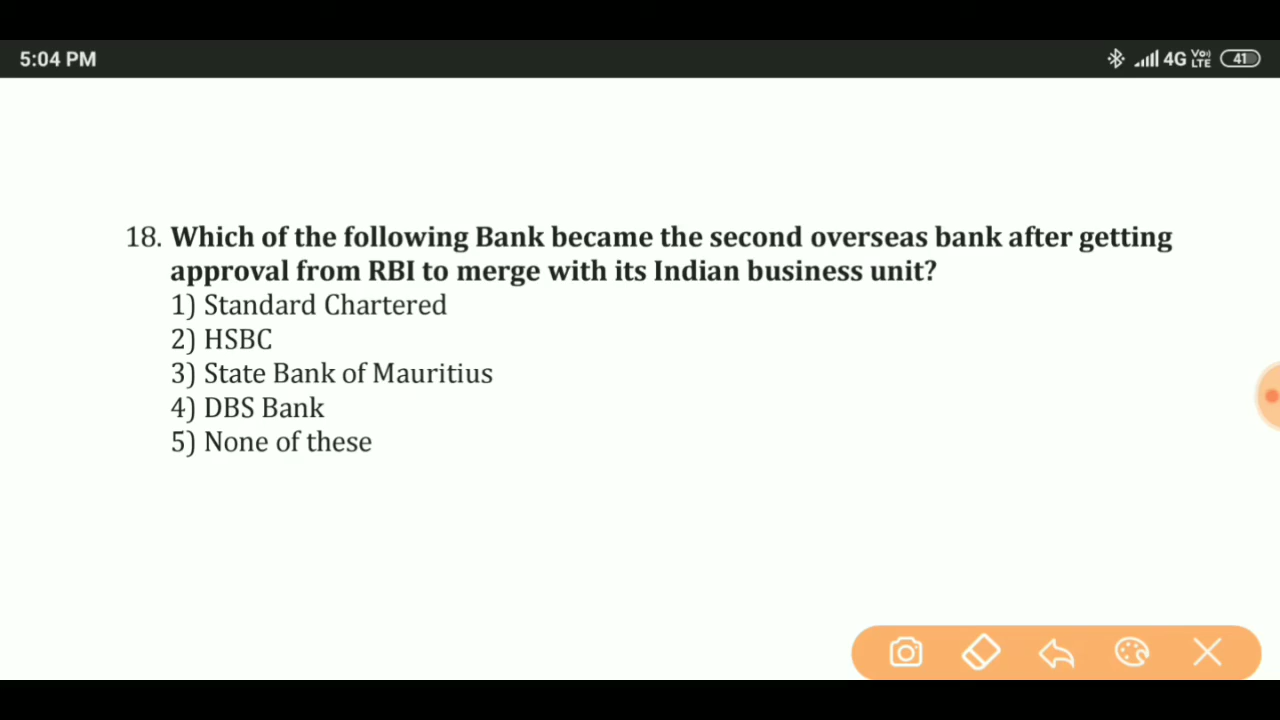 5:04 PM
4G Vo) LTE 41
18. Which of the following Bank became the second overseas bank after getting
approval from RBI to merge with its Indian business unit?
1) Standard Chartered
2) HSBC
3) State Bank of Mauritius
4) DBS Bank
5) None of these